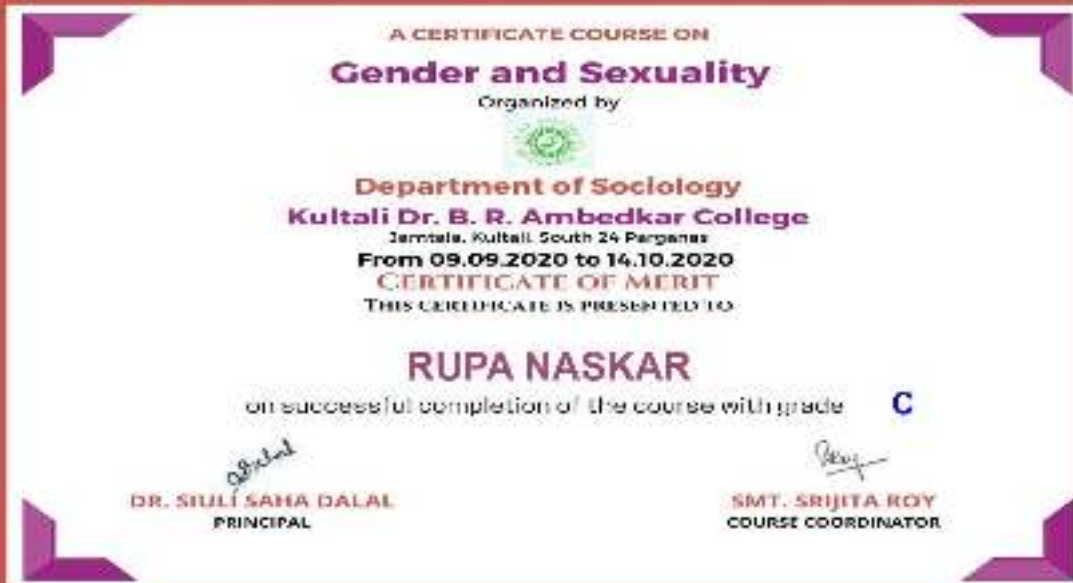 A CERTIFICATE COURSE ON
Gender and Sexuality
Organized by
Department of Sociology
Kultali Dr. B. R. Ambedkar College
Jamtala, Kultali, South 24 Parganas
From 09.09.2020 to 14.10.2020
CERTIFICATE OF MERIT
THIS CERTIFICATE IS PRESENTED TO
RUPA NASKAR
on successful completion of the course with grade C
DR. SIULI SAHA DALAL
PRINCIPAL
SMT. SRIJITA ROY
COURSE COORDINATOR